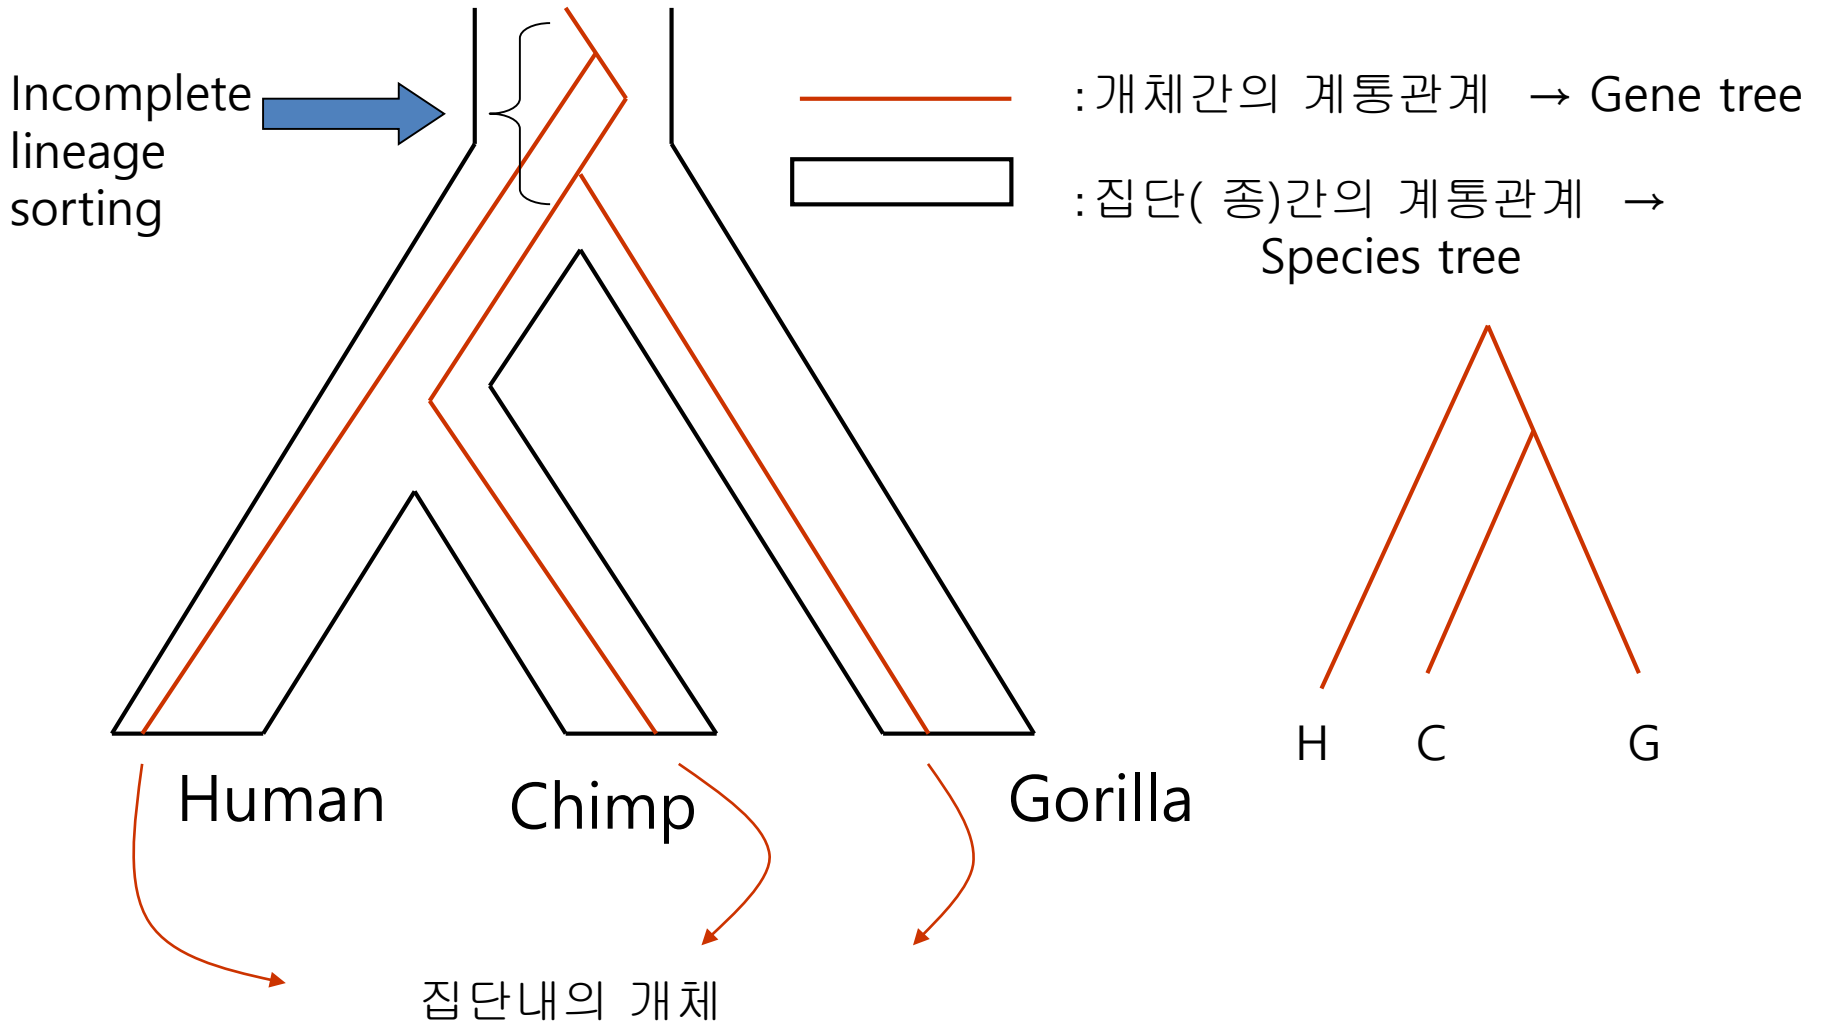 Incomplete
lineage
sorting
:개체간의 계통관계 → Gene tree
:집단( 종)간의 계통관계 →
Species tree
H C G
Human Chimp Gorilla
집단내의 개체